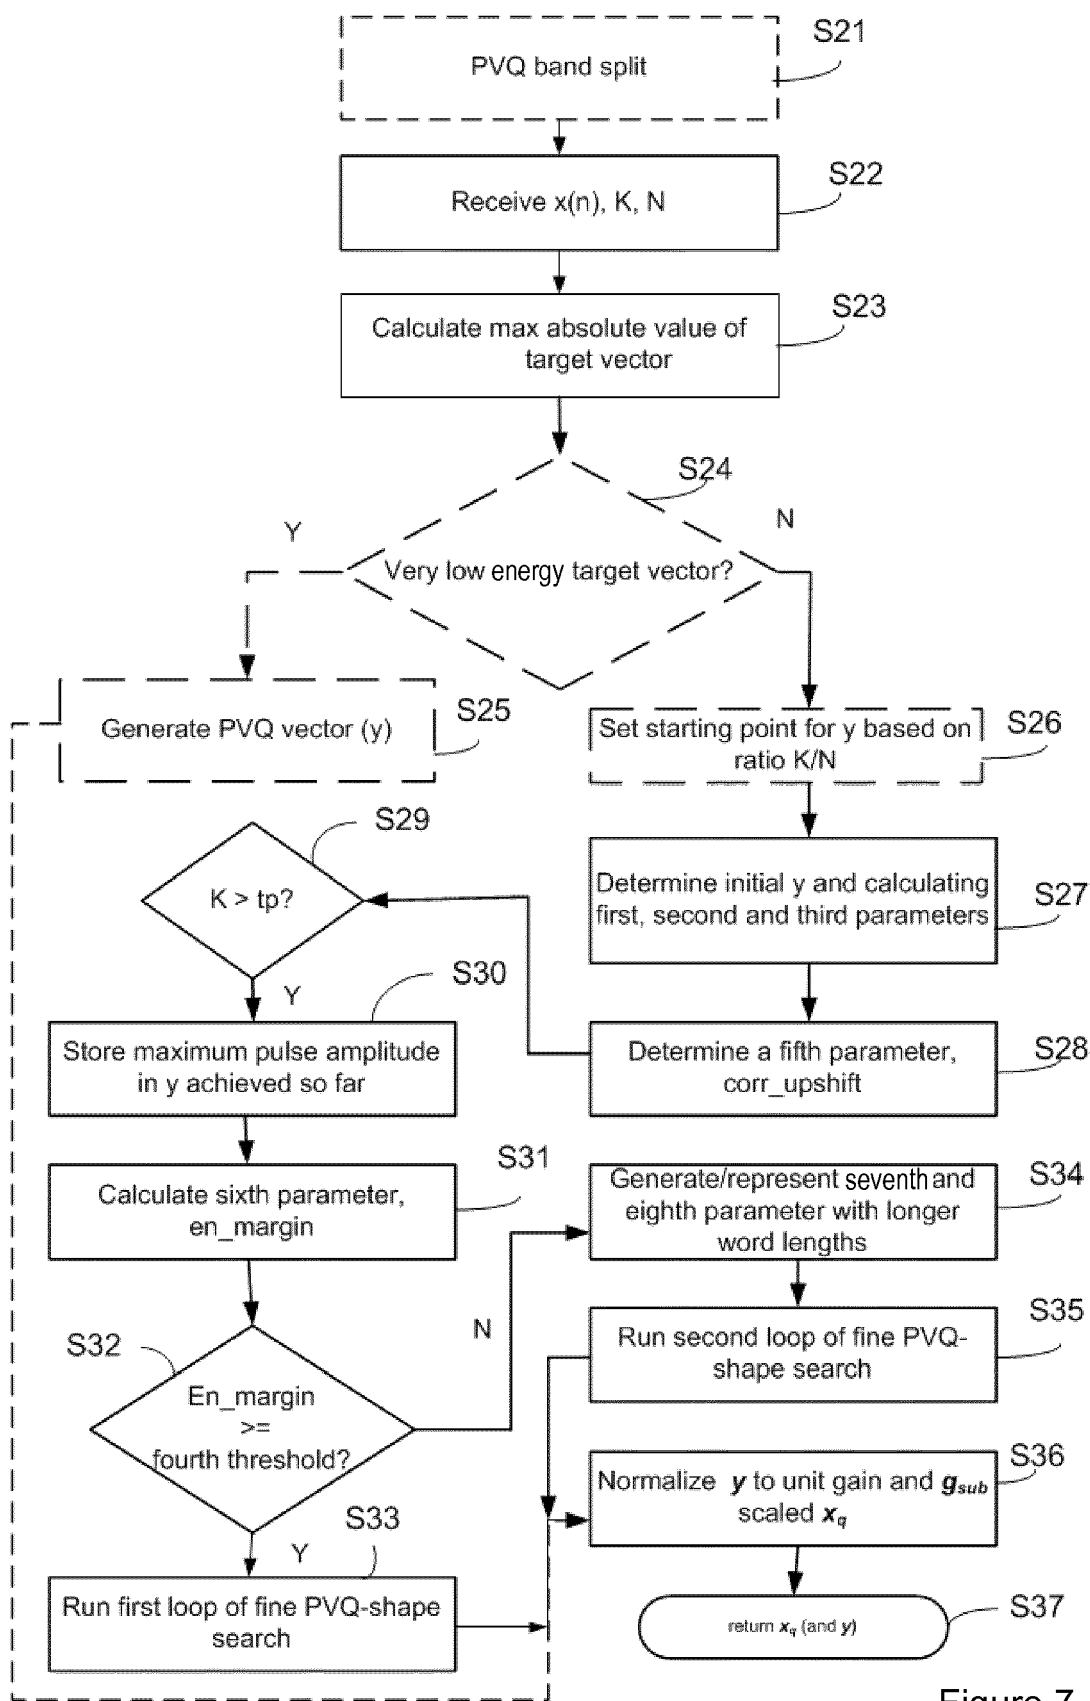 S21
PVQ band split
S22
Receive x(n), K, N
S23
Calculate max absolute value of
target vector
S24
Y
N
Very low energy target vector?
S25
Generate PVQ vector (y)
S26
Set starting point for y based on
ratio K/N
S29
K > tp?
S27
Determine initial y and calculating
first, second and third parameters
Y
S30
Store maximum pulse amplitude
in y achieved so far
S28
Determine a fifth parameter,
corr_upshift
S31
Calculate sixth parameter,
en_margin
S34
Generate/represent seventh and
eighth parameter with longer
word lengths
S32
N
En_margin
>=
fourth threshold?
S35
Run second loop of fine PVQ-
shape search
S36
Normalize y to unit gain and gsub
scaled xq
S33
Y
Run first loop of fine PVQ-shape
search
S37
return xq (and y)
Figure 7